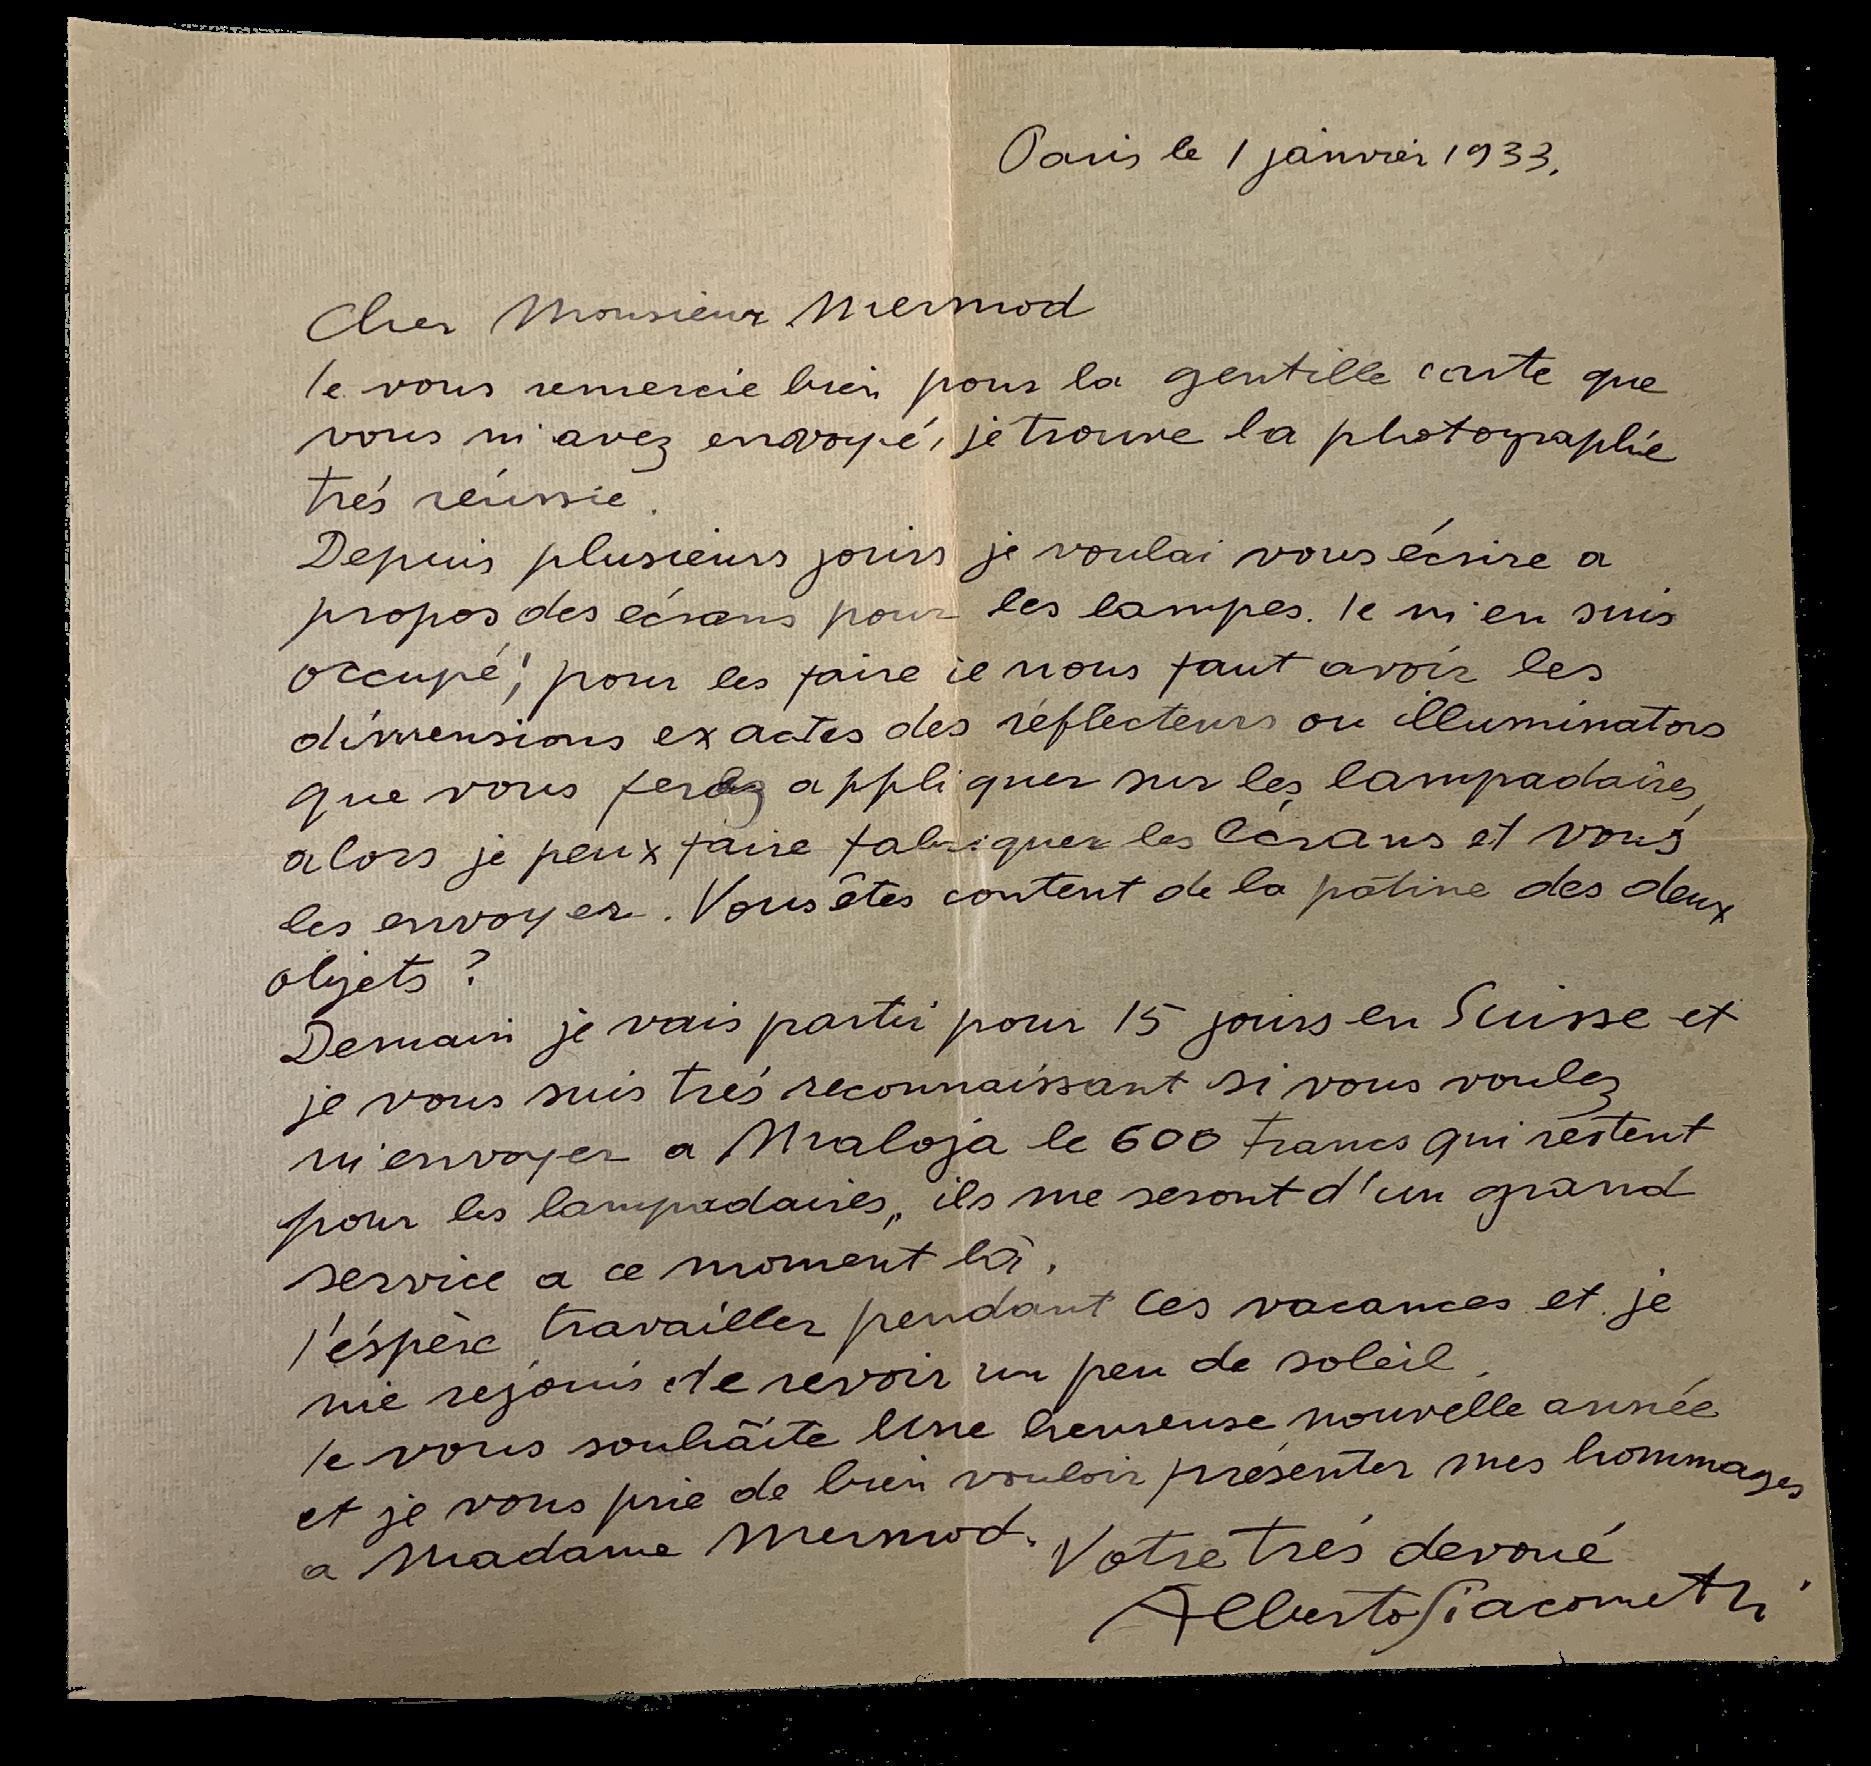 Paris le 1 janvier 1933.
Cher Monsieur Mermod
Je vous remercie bien pour la gentille carte que
vous m'avez envoyé, je trouve la photographie
trés réussie.
Depuis plusieurs jours je voulai vous écrire a
propos des écrans pour les lampes. Je m'en suis
occupé, pour les faire il nous faut avoir les
dimensions exactes des réflecteurs ou illuminators
que vous ferez appliquer sur les lampadaires,
alors je peux faire fabriquer les écrans et vous
les envoyer. Vous êtes content de la patine des deux
objets ?
Demain je vais partir pour 15 jours en Suisse et
je vous suis trés reconnaissant si vous voulez
m'envoyer a Maloja le 600 francs qui restent
pour les lampadaires, ils me seront d'un grand
service a ce moment là.
J'éspère travailler pendant ces vacances et je
me rejouis de revoir un peu de soleil.
Je vous souhaite une heureuse nouvelle année
et je vous prie de bien vouloir présenter mes hommages
a Madame Mermod.
Votre trés devoué
Alberto Giacometti